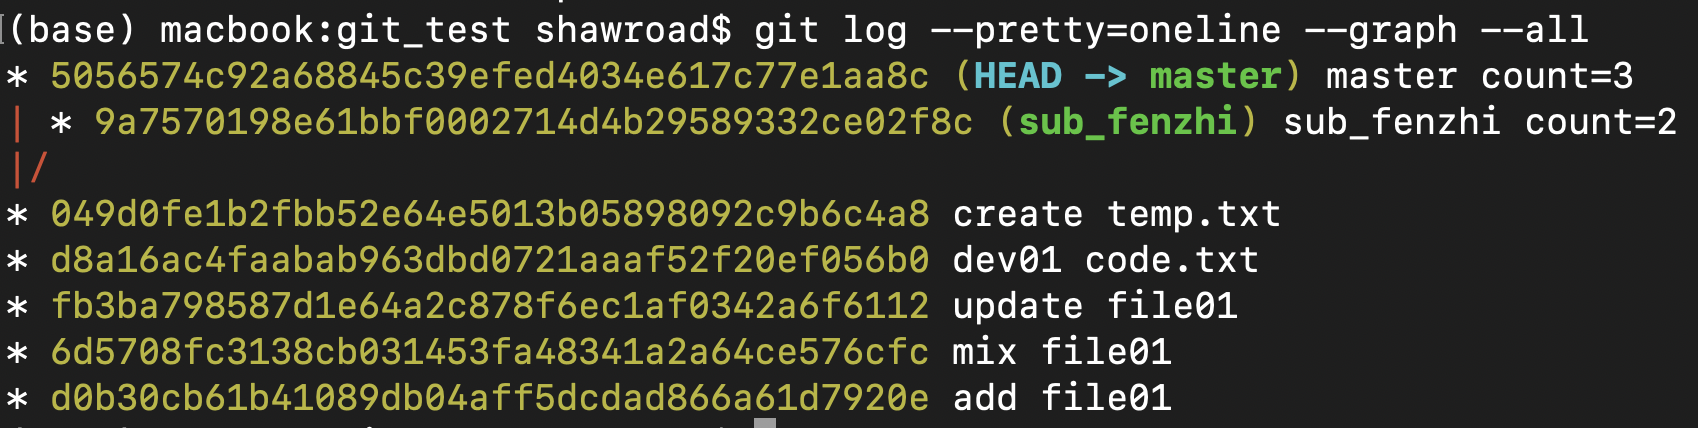 (base) macbook:git_test shawroad$ git log --pretty=oneline --graph --all
* 5056574c92a68845c39efed4034e617c77e1aa8c (HEAD -> master) master count=3
| * 9a7570198e61bbf0002714d4b29589332ce02f8c (sub_fenzhi) sub_fenzhi count=2
|/
* 049d0fe1b2fbb52e64e5013b05898092c9b6c4a8 create temp.txt
* d8a16ac4faabab963dbd0721aaaf52f20ef056b0 dev01 code.txt
* fb3ba798587d1e64a2c878f6ec1af0342a6f6112 update file01
* 6d5708fc3138cb031453fa48341a2a64ce576cfc mix file01
* d0b30cb61b41089db04aff5dcdad866a61d7920e add file01